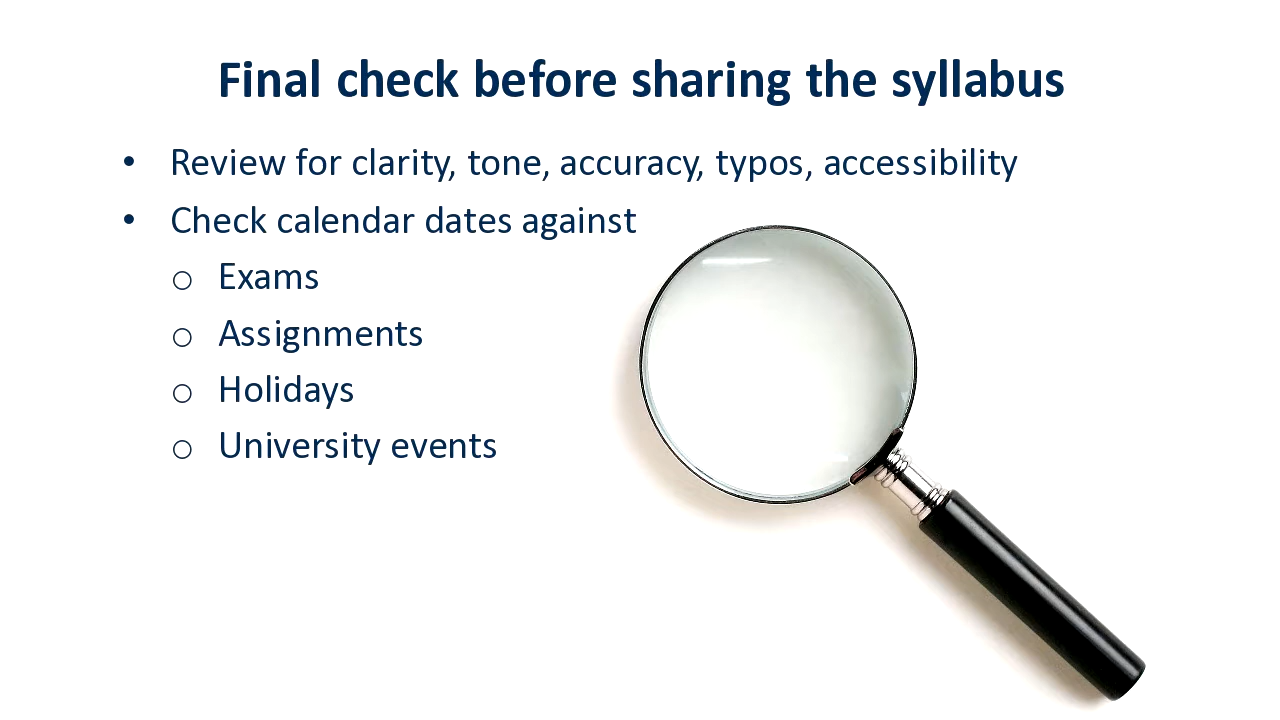 Final check before sharing the syllabus
• Review for clarity, tone, accuracy, typos, accessibility
• Check calendar dates against
o Exams
o Assignments
o Holidays
o University events